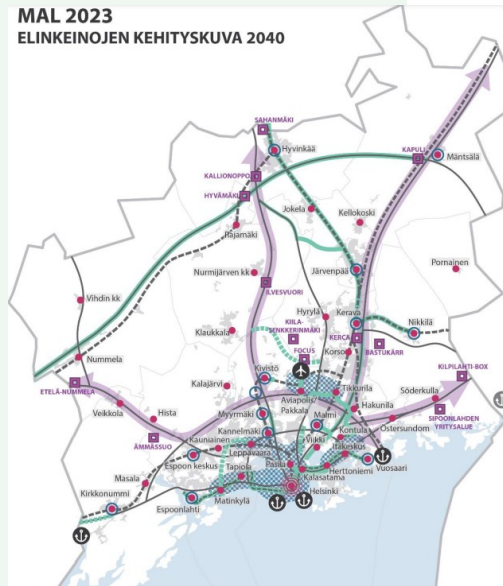 MAL 2023
ELINKEINOJEN KEHITYSKUVA 2040
SAHANMÄKI
Hyvinkää
KAPULI
Mäntsälä
KALLIONOPPO
HYVÄMÄKI
Jokela
Kellokoski
Rajamäki
Pornainen
Nurmijärven kk
Järvenpää
ILVESVUORI
Vihdin kk
Hyrylä
Kerava
Nikkilä
Klaukkala
KIILA-
SENKKERINMÄKI
KERCA
BASTUKÄRR
Nummela
FOCUS
Korso
KILPILAHTI-BOX
Kivistö
Kalajärvi
Tikkurila
ETELÄ-NUMMELA
Aviapolis
Pakkala
Söderkulla
Veikkola
Hista
Myyrmäki
Malmi
Hakunila
SIPOONLAHDEN
YRITYSALUE
Kannelmäki
Östersundom
ÄMMÄSSUO
Kauniainen
Viikki
Kontula
Leppävaara
Itäkeskus
Espoon keskus
Pasila
Vuosaari
Masala
Tapiola
Herttoniemi
Kalasatama
Kirkkonummi
Matinkylä
Helsinki
Espoonlahti